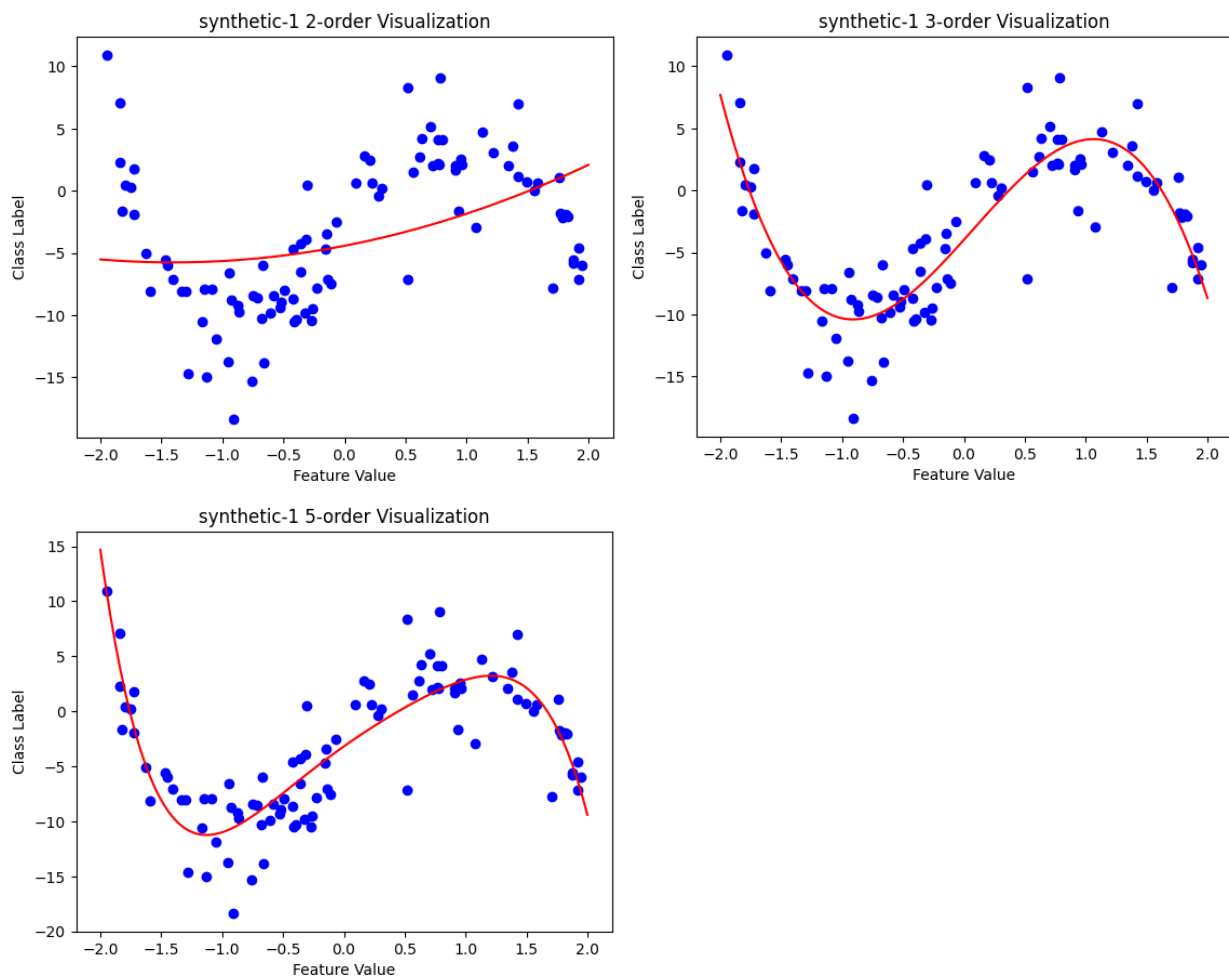 synthetic-1 2-order Visualization
10
5
0
−5
−10
−15
Class Label
−2.0 −1.5 −1.0 −0.5 0.0 0.5 1.0 1.5 2.0
Feature Value
synthetic-1 3-order Visualization
10
5
0
−5
−10
−15
Class Label
−2.0 −1.5 −1.0 −0.5 0.0 0.5 1.0 1.5 2.0
Feature Value
synthetic-1 5-order Visualization
15
10
5
0
−5
−10
−15
−20
Class Label
−2.0 −1.5 −1.0 −0.5 0.0 0.5 1.0 1.5 2.0
Feature Value